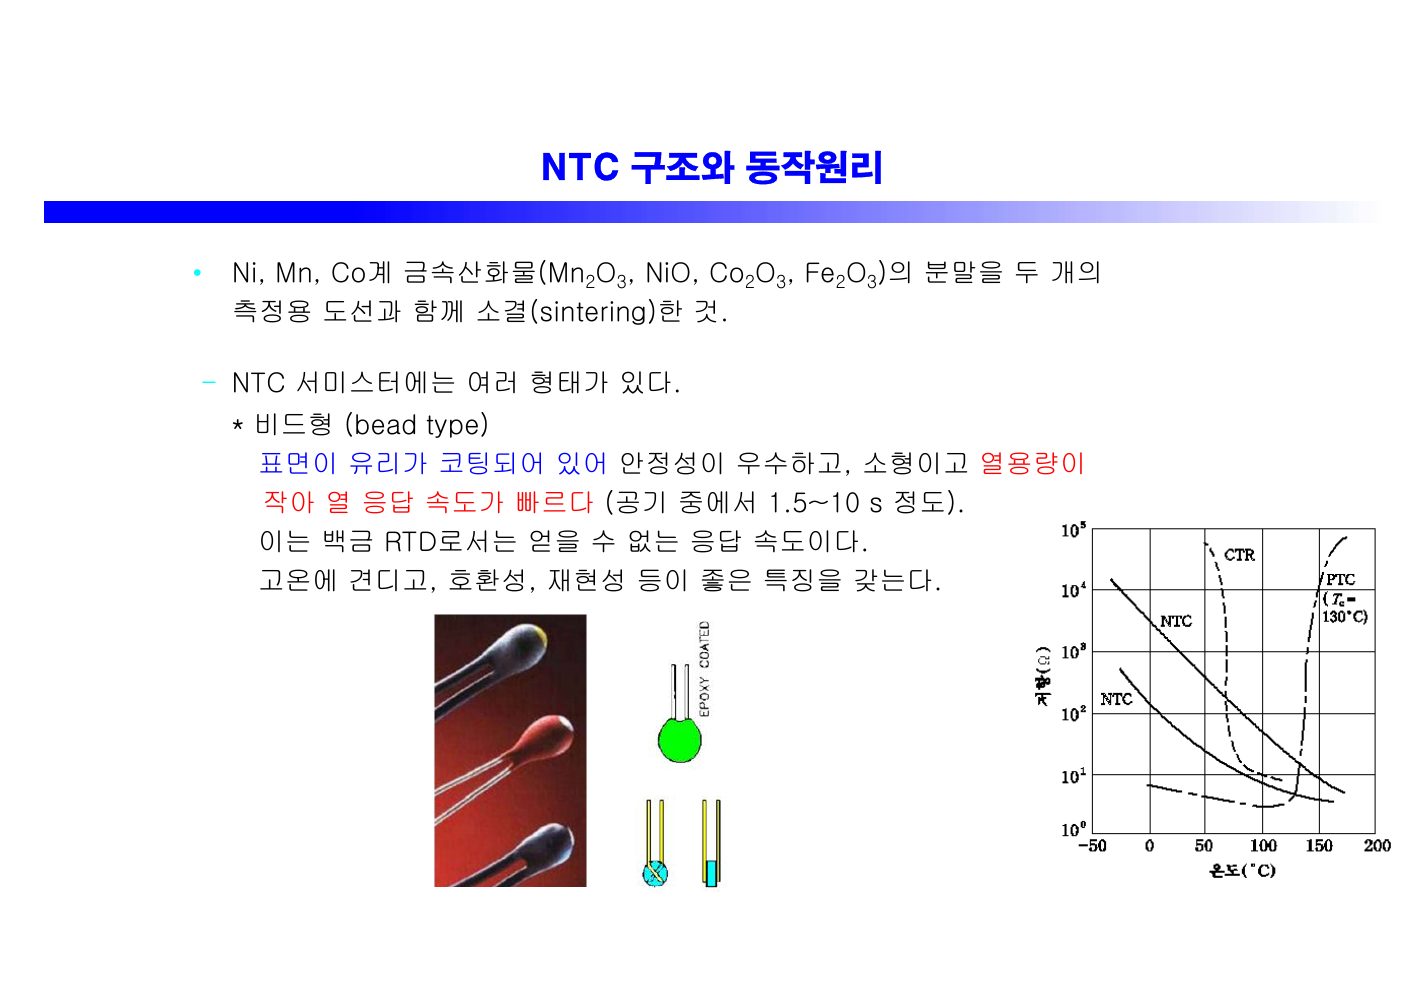 NTC 구조와 동작원리
• Ni, Mn, Co계 금속산화물(Mn₂O₃, NiO, Co₂O₃, Fe₂O₃)의 분말을 두 개의
측정용 도선과 함께 소결(sintering)한 것.
– NTC 서미스터에는 여러 형태가 있다.
* 비드형 (bead type)
표면이 유리가 코팅되어 있어 안정성이 우수하고, 소형이고 열용량이
작아 열 응답 속도가 빠르다 (공기 중에서 1.5~10 s 정도).
이는 백금 RTD로서는 얻을 수 없는 응답 속도이다.
고온에 견디고, 호환성, 재현성 등이 좋은 특징을 갖는다.
EPOXY COATED
저항(Ω)
10⁵
10⁴
10³
10²
10¹
10⁰
CTR
PTC
(Tc=
130°C)
NTC
NTC
-50 0 50 100 150 200
온도(°C)